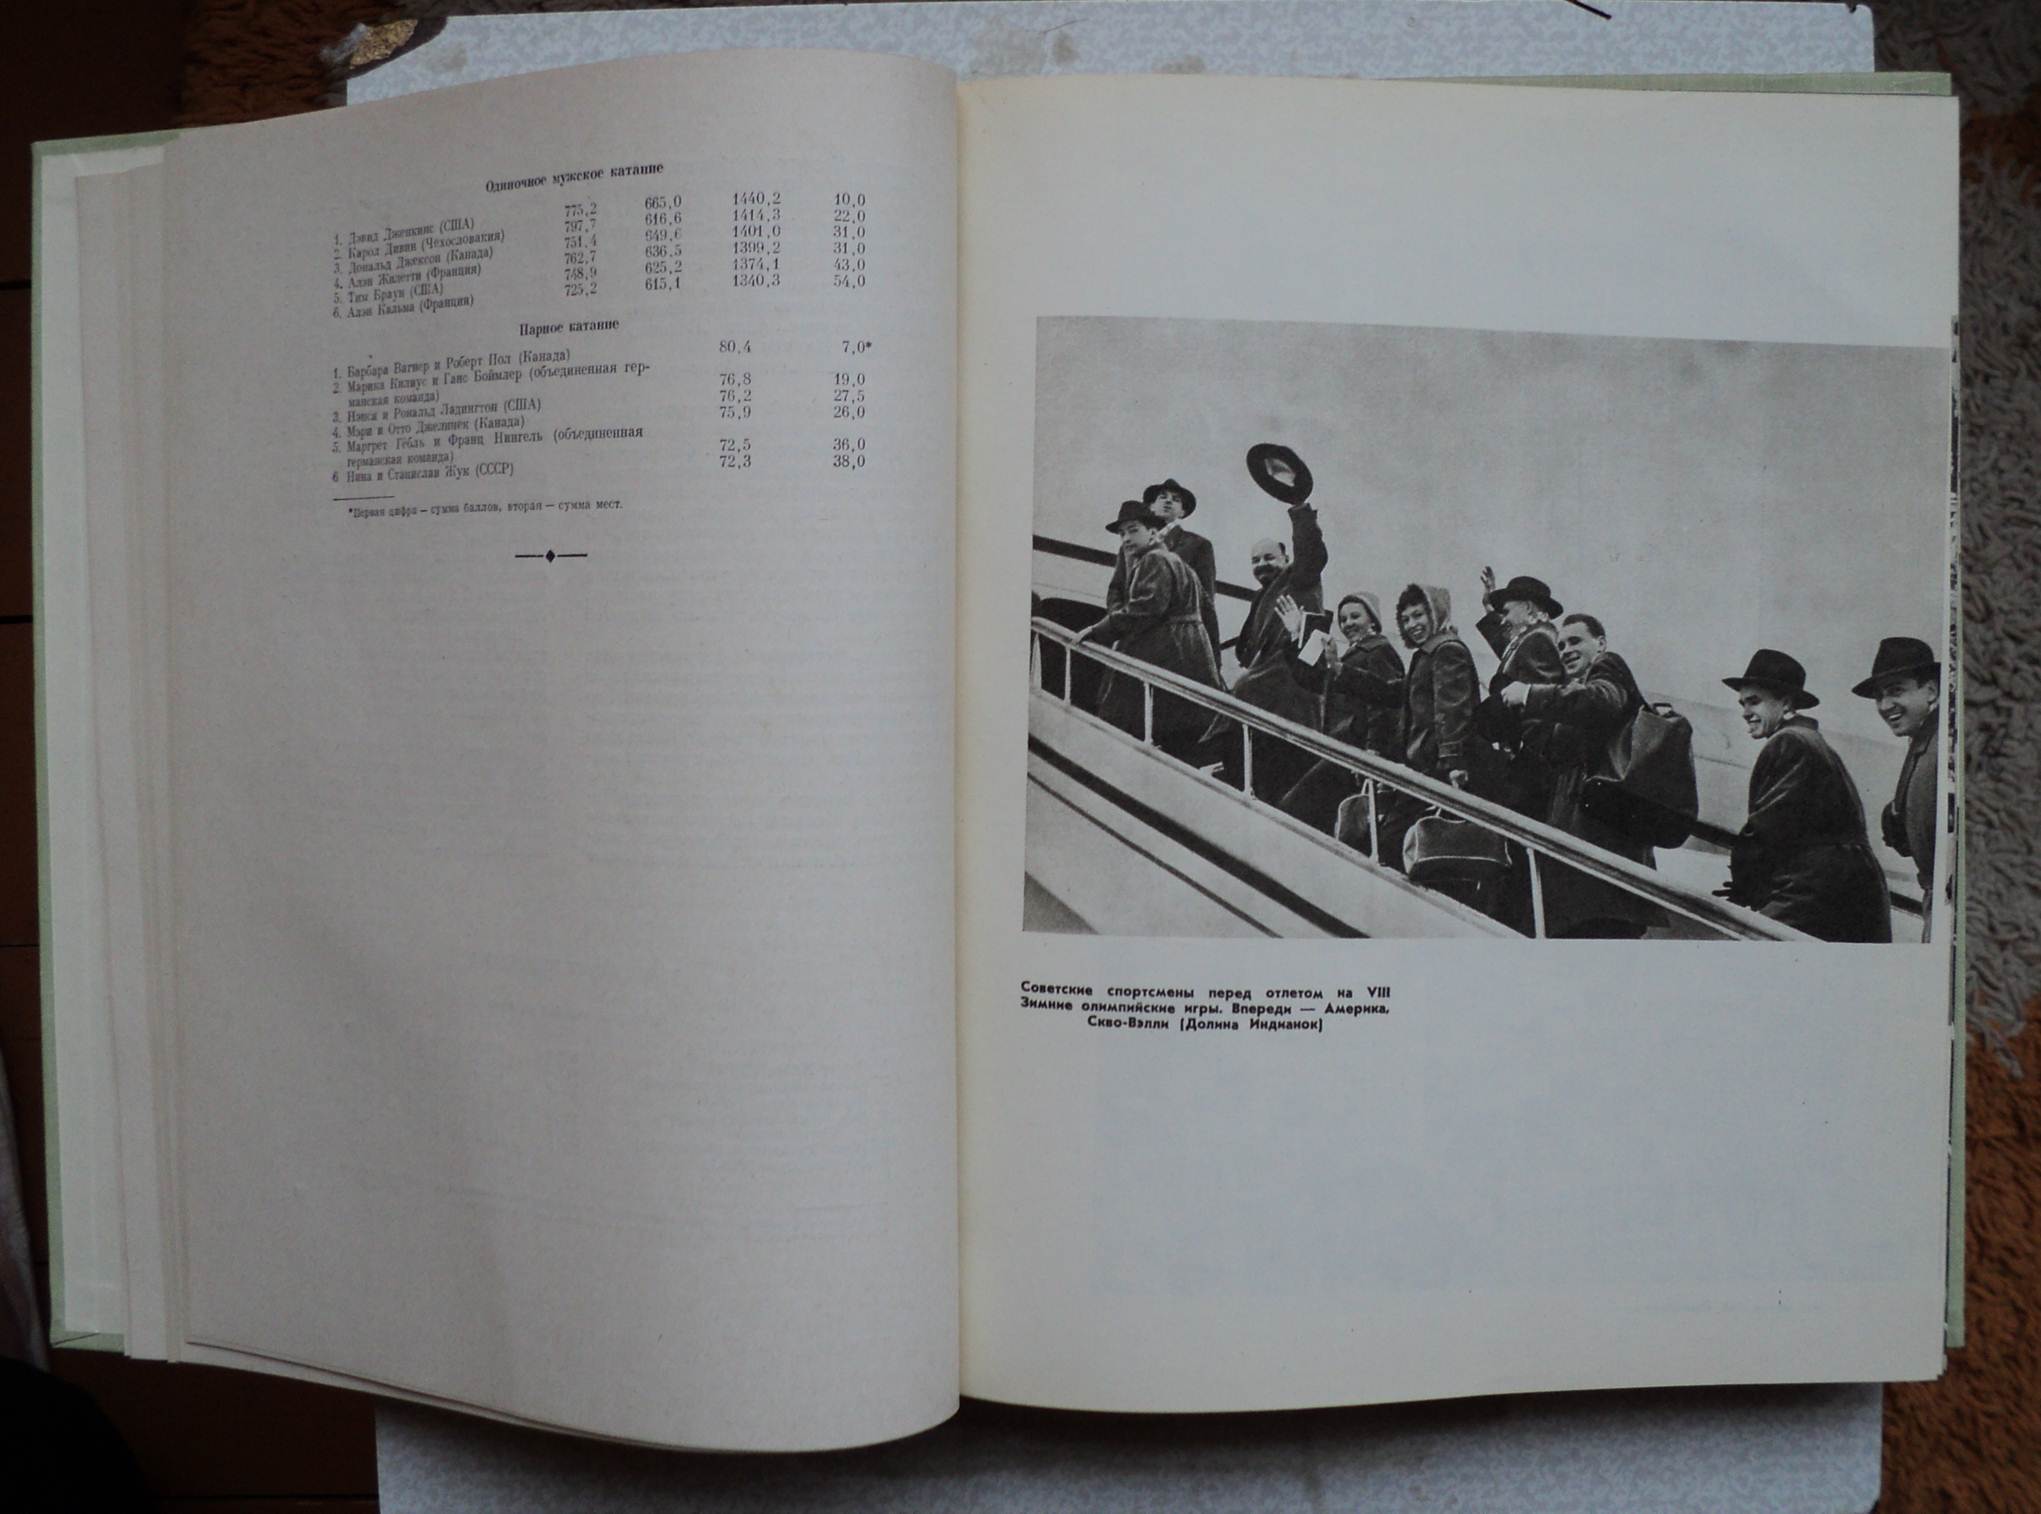 Одиночное мужское катание
1. Дэвид Дженкинс (США) 775,2 665,0 1440,2 10,0
2. Карол Дивин (Чехословакия) 797,7 616,6 1414,3 22,0
3. Дональд Джексон (Канада) 751,4 649,6 1401,0 31,0
4. Алэн Жилетти (Франция) 762,7 636,5 1399,2 31,0
5. Тим Браун (США) 748,9 625,2 1374,1 43,0
6. Алэн Кальма (Франция) 725,2 615,1 1340,3 54,0
Парное катание
1. Барбара Вагнер и Роберт Пол (Канада) 80,4 7,0*
2. Марика Килиус и Ганс Боймлер (объединенная гер-
манская команда) 76,8 19,0
3. Нэнси и Рональд Ладингтон (США) 76,2 27,5
4. Мэри и Отто Джелинек (Канада) 75,9 26,0
5. Маргрет Гёбль и Франц Нингель (объединенная
германская команда) 72,5 36,0
6 Нина и Станислав Жук (СССР) 72,3 38,0
*Первая цифра — сумма баллов, вторая — сумма мест.
Советские спортсмены перед отлетом на VIII
Зимние олимпийские игры. Впереди — Америка,
Скво-Вэлли (Долина Индианок)